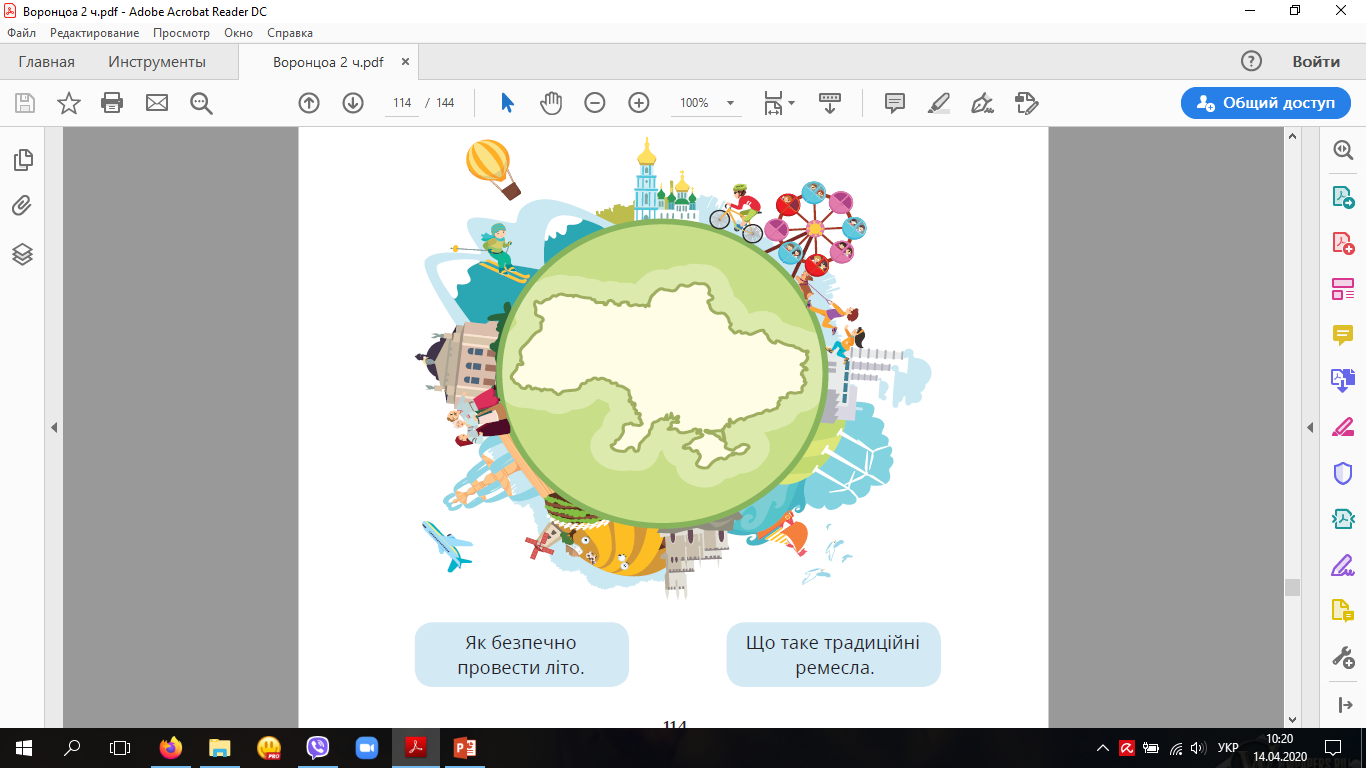 Воронцоа 2 ч.pdf - Adobe Acrobat Reader DC
Файл Редактирование Просмотр Окно Справка
Главная Инструменты Воронцоа 2 ч.pdf × ? Войти
114 / 144 100% Общий доступ
Як безпечно
провести літо.
Що таке традиційні
ремесла.
114
PRO УКР 10:20
14.04.2020